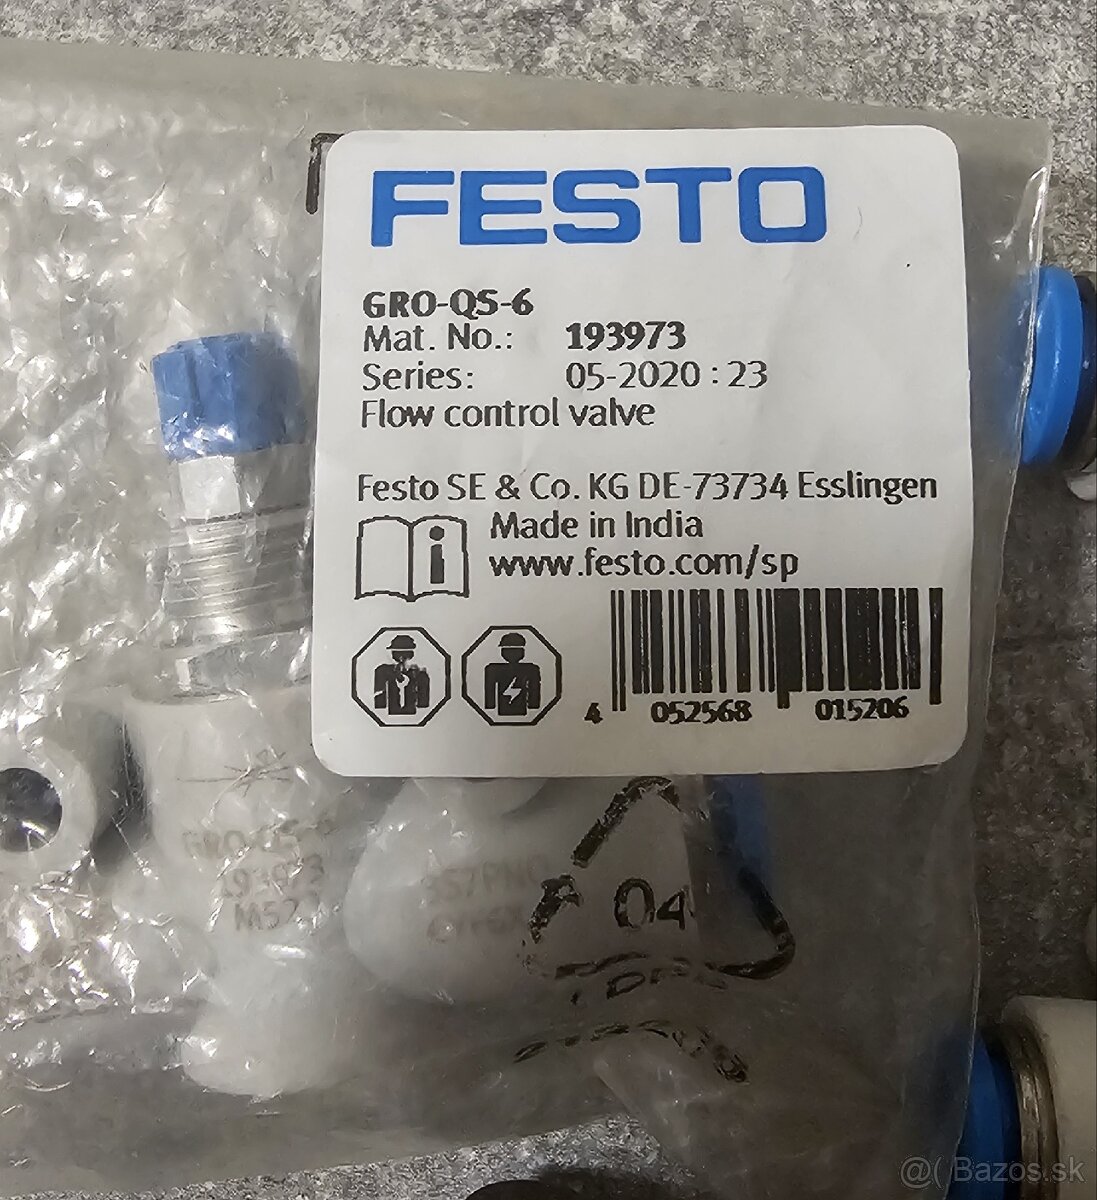 FESTO
GRO-QS-6
Mat. No.: 193973
Series: 05-2020 : 23
Flow control valve
Festo SE & Co. KG DE-73734 Esslingen
Made in India
www.festo.com/sp
4 052568 015206
193973
04
@( Bazos.sk